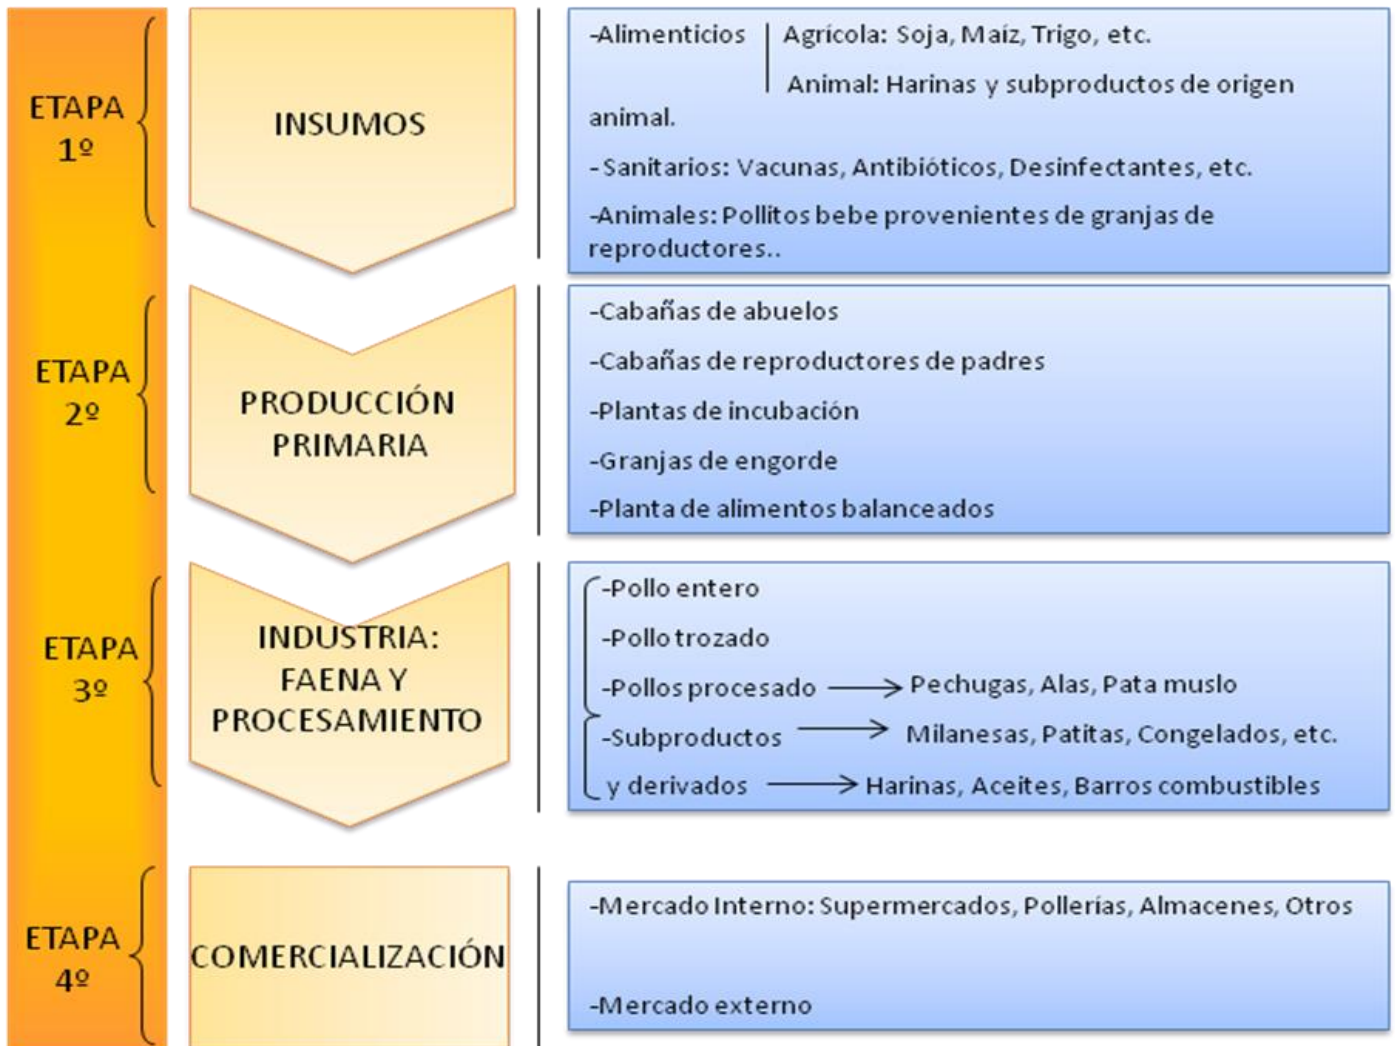 ETAPA
1º
INSUMOS
-Alimenticios Agrícola: Soja, Maíz, Trigo, etc.
Animal: Harinas y subproductos de origen
animal.
- Sanitarios: Vacunas, Antibióticos, Desinfectantes, etc.
-Animales: Pollitos bebe provenientes de granjas de
reproductores..
ETAPA
2º
PRODUCCIÓN
PRIMARIA
-Cabañas de abuelos
-Cabañas de reproductores de padres
-Plantas de incubación
-Granjas de engorde
-Planta de alimentos balanceados
ETAPA
3º
INDUSTRIA:
FAENA Y
PROCESAMIENTO
-Pollo entero
-Pollo trozado
-Pollos procesado Pechugas, Alas, Pata muslo
-Subproductos Milanesas, Patitas, Congelados, etc.
y derivados Harinas, Aceites, Barros combustibles
ETAPA
4º
COMERCIALIZACIÓN
-Mercado Interno: Supermercados, Pollerías, Almacenes, Otros
-Mercado externo